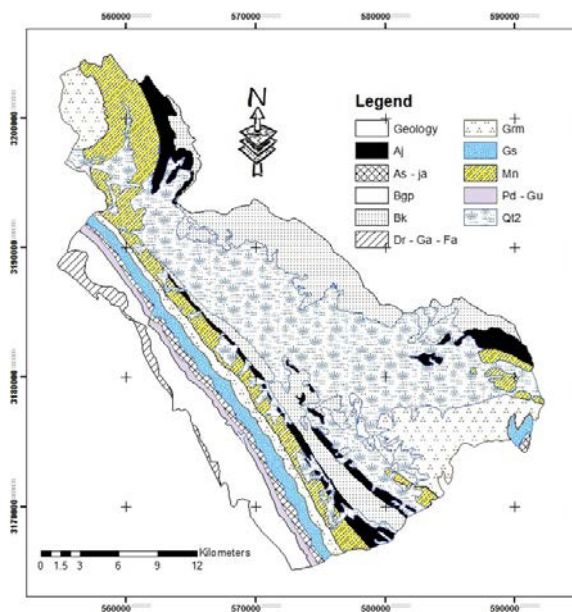 560000 570000 580000 590000
N
Legend
Geology
Aj
As - ja
Bgp
Bk
Dr - Ga - Fa
Grm
Gs
Mn
Pd - Gu
Qt2
3200000
3190000
3180000
3170000
Kilometers
0 1.5 3 6 9 12
560000 570000 580000 590000